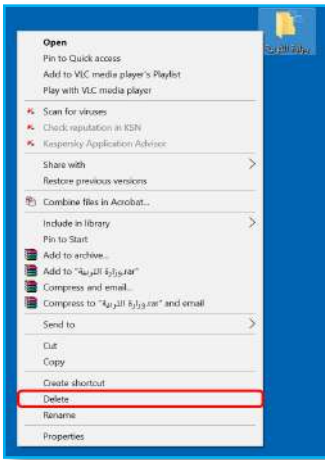 وزارة التربية
Open
Pin to Quick access
Add to VLC media player's Playlist
Play with VLC media player
Scan for viruses
Check reputation in KSN
Kaspersky Application Advisor
Share with
Restore previous versions
Combine files in Acrobat...
Include in library
Pin to Start
Add to archive...
Add to "وزارة التربية.rar"
Compress and email...
Compress to "وزارة التربية.rar" and email
Send to
Cut
Copy
Create shortcut
Delete
Rename
Properties